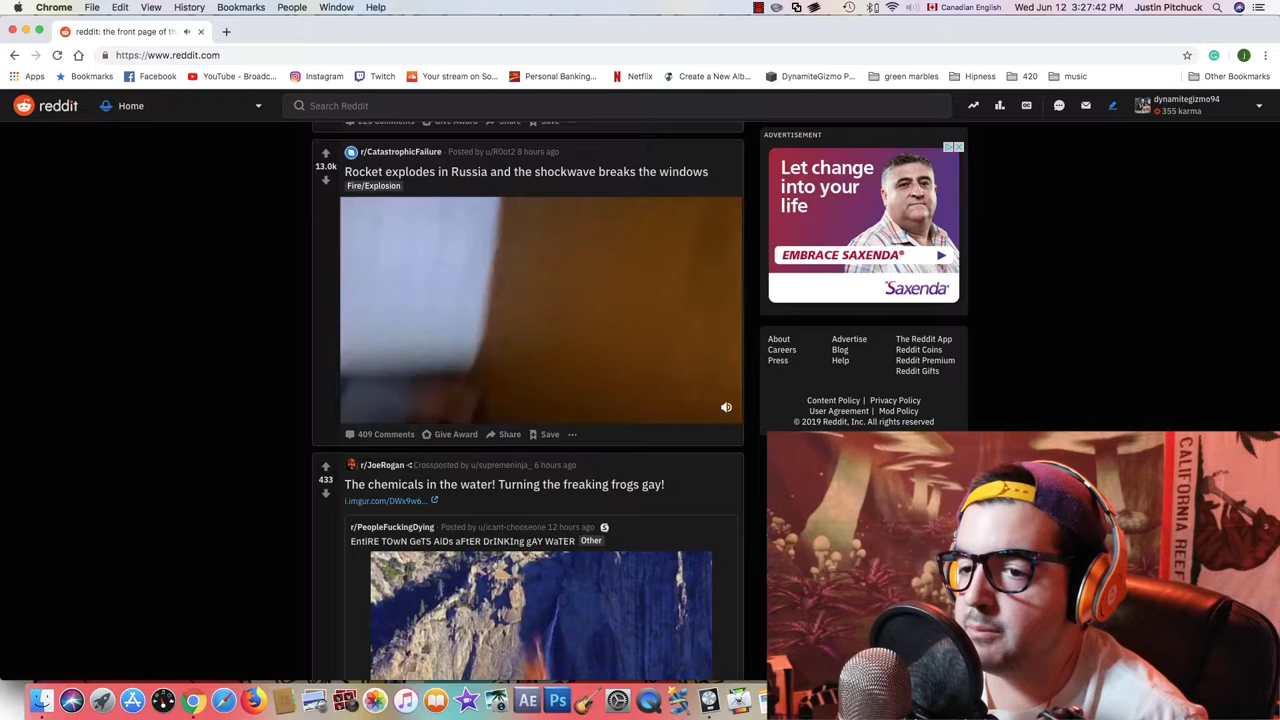 Chrome File Edit View History Bookmarks People Window Help Canadian English Wed Jun 12 3:27:42 PM Justin Pitchuck
reddit: the front page of th
https://www.reddit.com
Apps Bookmarks Facebook YouTube - Broadc... Instagram Twitch Your stream on So... Personal Banking... Netflix Create a New Alb... DynamiteGizmo P... green marbles Hipness 420 music Other Bookmarks
reddit Home Search Reddit dynamitegizmo94
355 karma
Give Award Share Save
r/CatastrophicFailure Posted by u/R0ot2 8 hours ago
13.0k
Rocket explodes in Russia and the shockwave breaks the windows
Fire/Explosion
409 Comments Give Award Share Save
r/JoeRogan Crossposted by u/supremeninja_ 6 hours ago
433
The chemicals in the water! Turning the freaking frogs gay!
i.imgur.com/DWx9w6...
r/PeopleFuckingDying Posted by u/icant-chooseone 12 hours ago S
EntiRE TOwN GeTS AiDs aFtER DrINKIng gAY WaTER Other
ADVERTISEMENT
Let change
into your
life
EMBRACE SAXENDA®
Saxenda®
About Advertise The Reddit App
Careers Blog Reddit Coins
Press Help Reddit Premium
Reddit Gifts
Content Policy | Privacy Policy
User Agreement | Mod Policy
© 2019 Reddit, Inc. All rights reserved
CALIFORNIA REEF
AE Ps